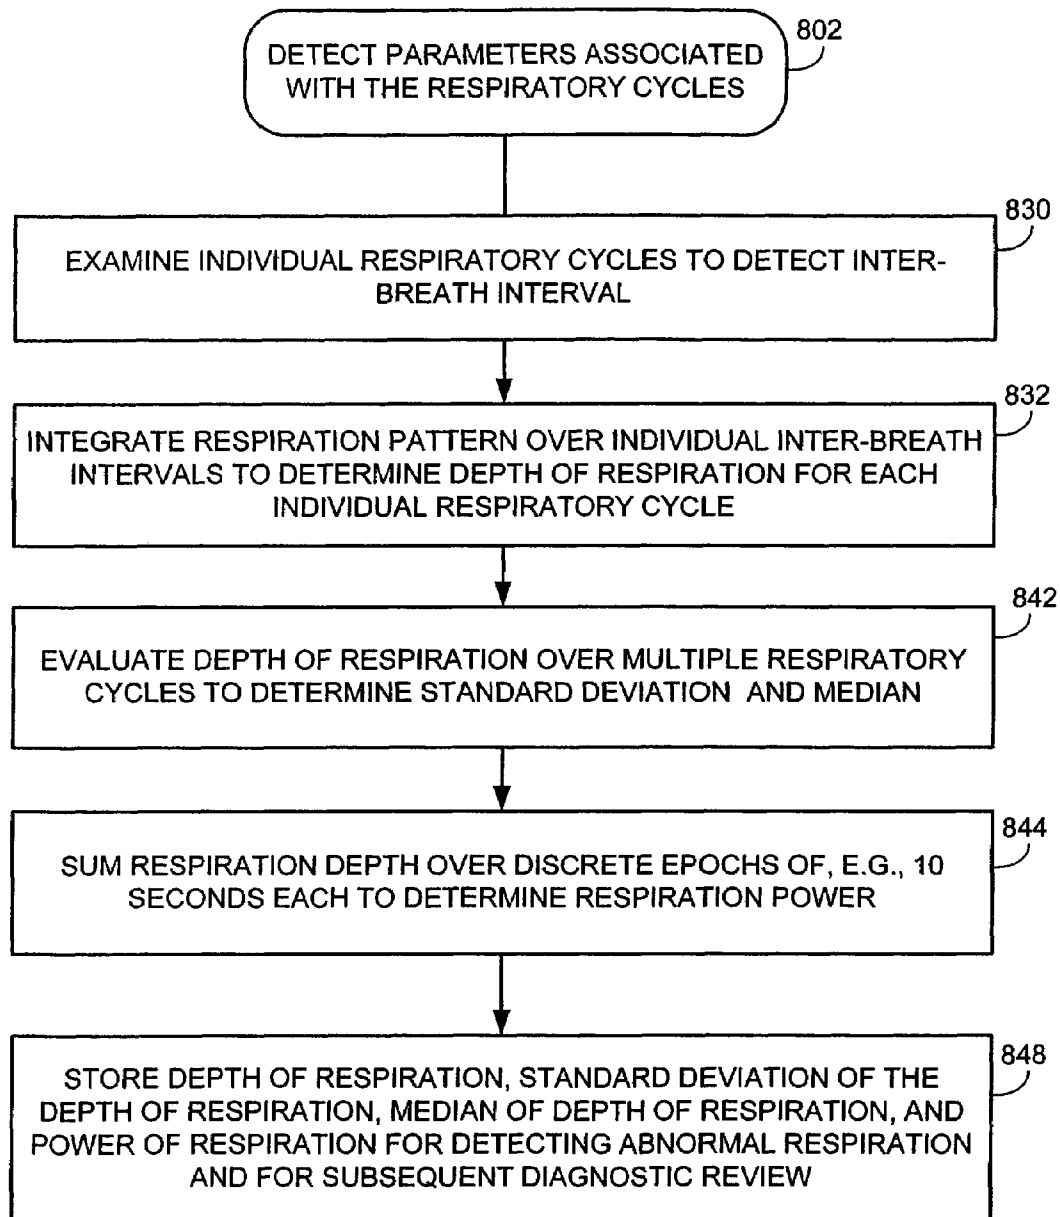 802
DETECT PARAMETERS ASSOCIATED
WITH THE RESPIRATORY CYCLES
830
EXAMINE INDIVIDUAL RESPIRATORY CYCLES TO DETECT INTER-
BREATH INTERVAL
832
INTEGRATE RESPIRATION PATTERN OVER INDIVIDUAL INTER-BREATH
INTERVALS TO DETERMINE DEPTH OF RESPIRATION FOR EACH
INDIVIDUAL RESPIRATORY CYCLE
842
EVALUATE DEPTH OF RESPIRATION OVER MULTIPLE RESPIRATORY
CYCLES TO DETERMINE STANDARD DEVIATION AND MEDIAN
844
SUM RESPIRATION DEPTH OVER DISCRETE EPOCHS OF, E.G., 10
SECONDS EACH TO DETERMINE RESPIRATION POWER
848
STORE DEPTH OF RESPIRATION, STANDARD DEVIATION OF THE
DEPTH OF RESPIRATION, MEDIAN OF DEPTH OF RESPIRATION, AND
POWER OF RESPIRATION FOR DETECTING ABNORMAL RESPIRATION
AND FOR SUBSEQUENT DIAGNOSTIC REVIEW